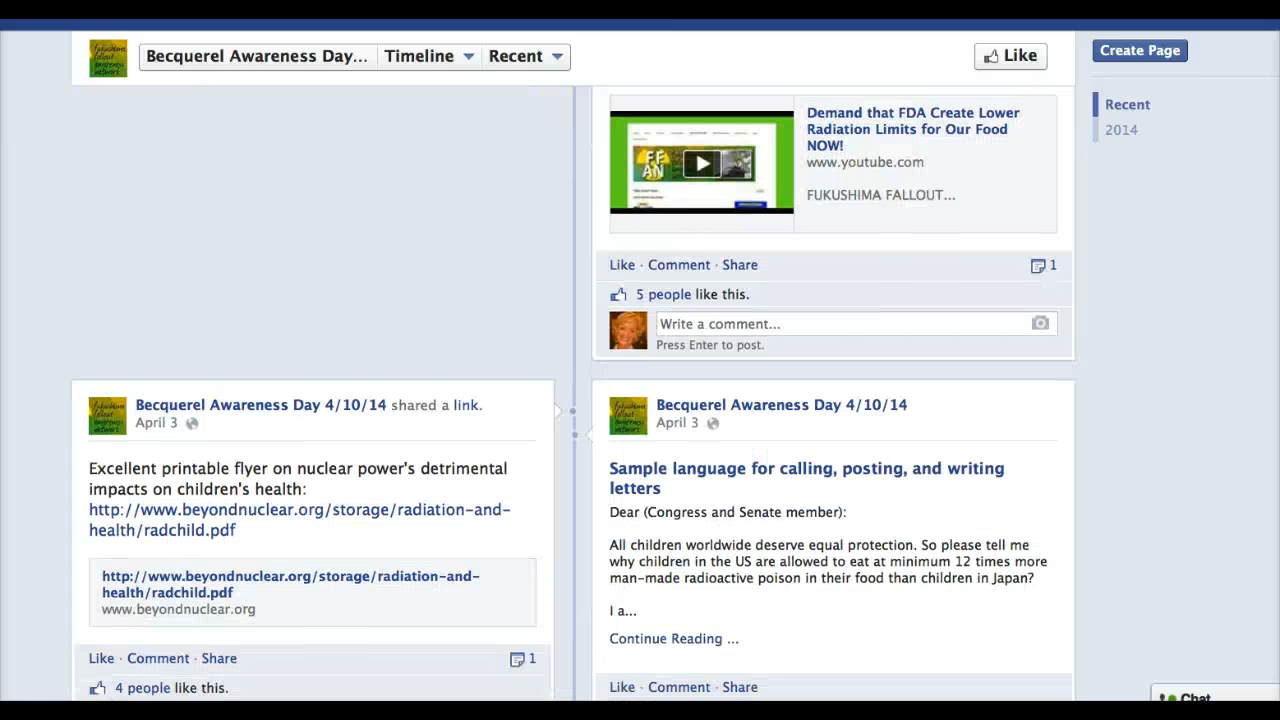 Becquerel Awareness Day...
Timeline
Recent
Like
Create Page
Recent
2014
Demand that FDA Create Lower
Radiation Limits for Our Food
NOW!
www.youtube.com
FUKUSHIMA FALLOUT...
Like · Comment · Share
1
5 people like this.
Write a comment...
Press Enter to post.
Becquerel Awareness Day 4/10/14 shared a link.
April 3
Excellent printable flyer on nuclear power's detrimental
impacts on children's health:
http://www.beyondnuclear.org/storage/radiation-and-
health/radchild.pdf
http://www.beyondnuclear.org/storage/radiation-and-
health/radchild.pdf
www.beyondnuclear.org
Like · Comment · Share
1
4 people like this.
Becquerel Awareness Day 4/10/14
April 3
Sample language for calling, posting, and writing
letters
Dear (Congress and Senate member):
All children worldwide deserve equal protection. So please tell me
why children in the US are allowed to eat at minimum 12 times more
man-made radioactive poison in their food than children in Japan?
I a...
Continue Reading ...
Like · Comment · Share
Chat